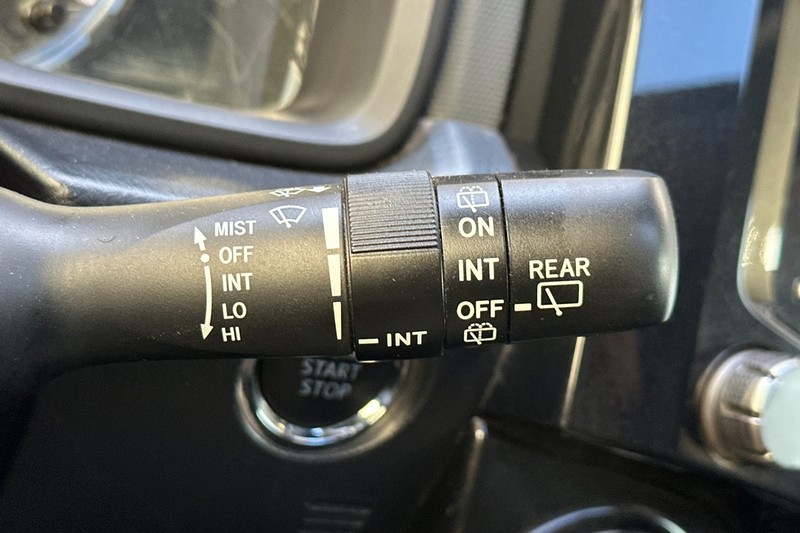 MIST
OFF
INT
LO
HI
INT
ON
INT
OFF
REAR
START
STOP